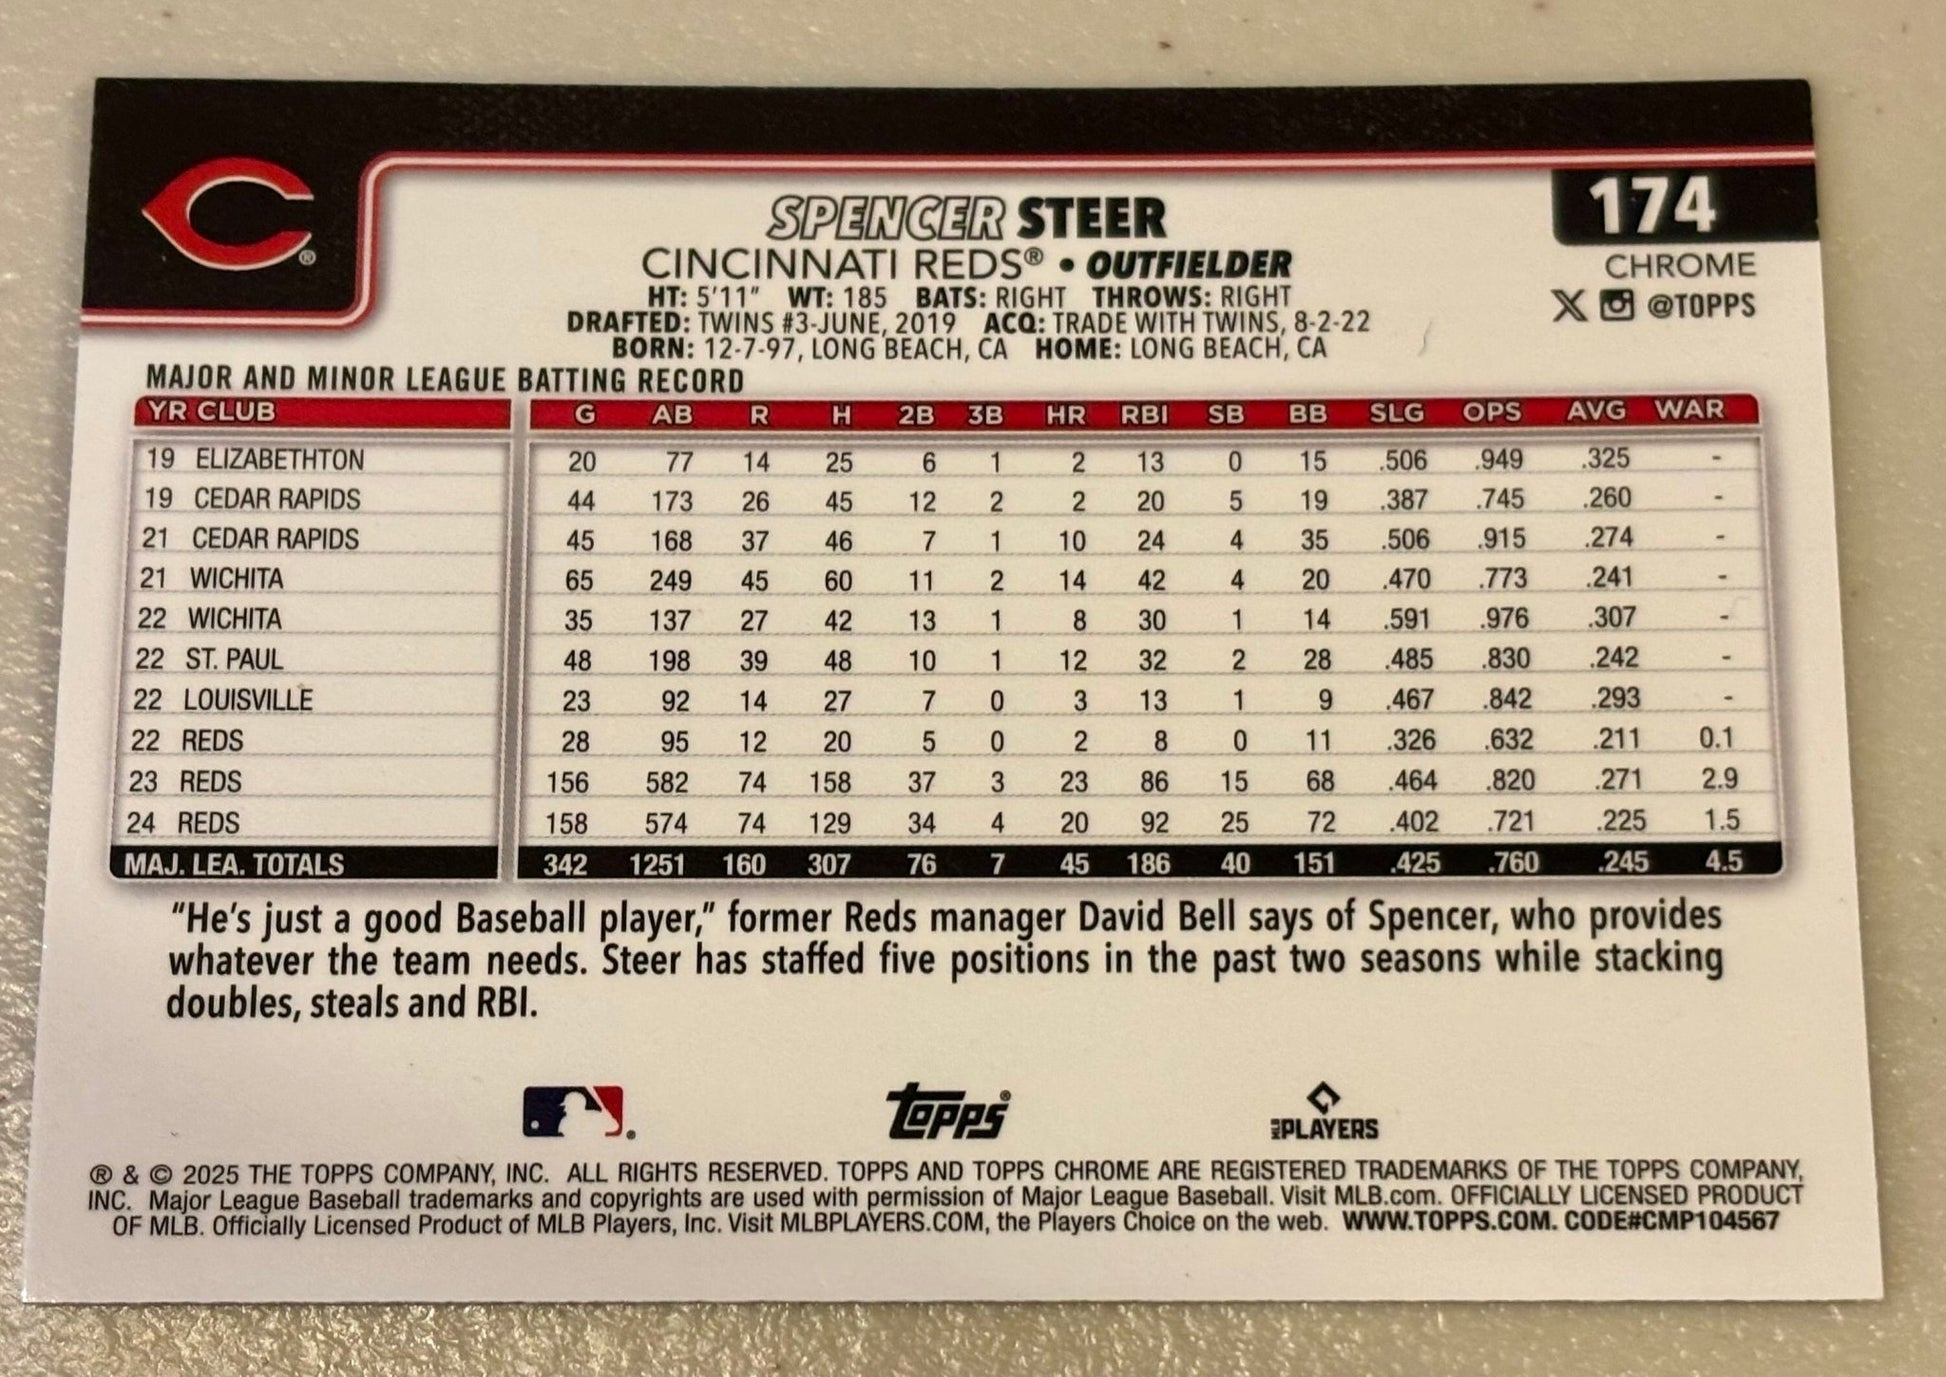 SPENCER STEER
174
CINCINNATI REDS® • OUTFIELDER
CHROME
HT: 5'11" WT: 185 BATS: RIGHT THROWS: RIGHT
@TOPPS
DRAFTED: TWINS #3-JUNE, 2019 ACQ: TRADE WITH TWINS, 8-2-22
BORN: 12-7-97, LONG BEACH, CA HOME: LONG BEACH, CA
MAJOR AND MINOR LEAGUE BATTING RECORD
YR CLUB G AB R H 2B 3B HR RBI SB BB SLG OPS AVG WAR
19 ELIZABETHTON 20 77 14 25 6 1 2 13 0 15 .506 .949 .325 -
19 CEDAR RAPIDS 44 173 26 45 12 2 2 20 5 19 .387 .745 .260 -
21 CEDAR RAPIDS 45 168 37 46 7 1 10 24 4 35 .506 .915 .274 -
21 WICHITA 65 249 45 60 11 2 14 42 4 20 .470 .773 .241 -
22 WICHITA 35 137 27 42 13 1 8 30 1 14 .591 .976 .307 -
22 ST. PAUL 48 198 39 48 10 1 12 32 2 28 .485 .830 .242 -
22 LOUISVILLE 23 92 14 27 7 0 3 13 1 9 .467 .842 .293 -
22 REDS 28 95 12 20 5 0 2 8 0 11 .326 .632 .211 0.1
23 REDS 156 582 74 158 37 3 23 86 15 68 .464 .820 .271 2.9
24 REDS 158 574 74 129 34 4 20 92 25 72 .402 .721 .225 1.5
MAJ. LEA. TOTALS 342 1251 160 307 76 7 45 186 40 151 .425 .760 .245 4.5
"He's just a good Baseball player," former Reds manager David Bell says of Spencer, who provides
whatever the team needs. Steer has staffed five positions in the past two seasons while stacking
doubles, steals and RBI.
topps®
MLB PLAYERS
® & © 2025 THE TOPPS COMPANY, INC. ALL RIGHTS RESERVED. TOPPS AND TOPPS CHROME ARE REGISTERED TRADEMARKS OF THE TOPPS COMPANY,
INC. Major League Baseball trademarks and copyrights are used with permission of Major League Baseball. Visit MLB.com. OFFICIALLY LICENSED PRODUCT
OF MLB. Officially Licensed Product of MLB Players, Inc. Visit MLBPLAYERS.COM, the Players Choice on the web. WWW.TOPPS.COM. CODE#CMP104567